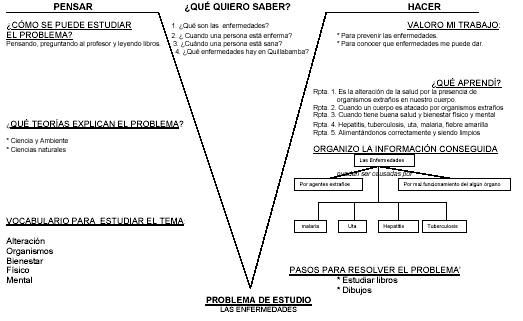 PENSAR
¿QUÉ QUIERO SABER?
HACER
¿CÓMO SE PUEDE ESTUDIAR
EL PROBLEMA?
Pensando, preguntando al profesor y leyendo libros.
1. ¿Qué son las enfermedades?
2. ¿ Cuándo una persona está enferma?
3. ¿Cuándo una persona está sana?
4. ¿Qué enfermedades hay en Quillabamba?
VALORO MI TRABAJO:
* Para prevenir las enfermedades.
* Para conocer que enfermedades me puede dar.
¿QUÉ APRENDÍ?
Rpta. 1. Es la alteración de la salud por la presencia de
organismos extraños en nuestro cuerpo.
Rpta. 2. Cuando un cuerpo es atacado por organismos extraños
Rpta. 3. Cuando tiene buena salud y bienestar físico y mental
Rpta. 4. Hepatitis, tuberculosis, uta, malaria, fiebre amarilla
Rpta. 5. Alimentándonos correctamente y siendo limpios
¿QUÉ TEORÍAS EXPLICAN EL PROBLEMA?
* Ciencia y Ambiente
* Ciencias naturales
ORGANIZO LA INFORMACIÓN CONSEGUIDA
Las Enfermedades
pueden ser causadas por
Por agentes extraños
Por mal funcionamiento del algún órgano
malaria
Uta
Hepatitis
Tuberculosis
VOCABULARIO PARA ESTUDIAR EL TEMA:
Alteración
Organismos
Bienestar
Físico
Mental
PASOS PARA RESOLVER EL PROBLEMA'
* Estudiar libros
* Dibujos
PROBLEMA DE ESTUDIO
LAS ENFERMEDADES